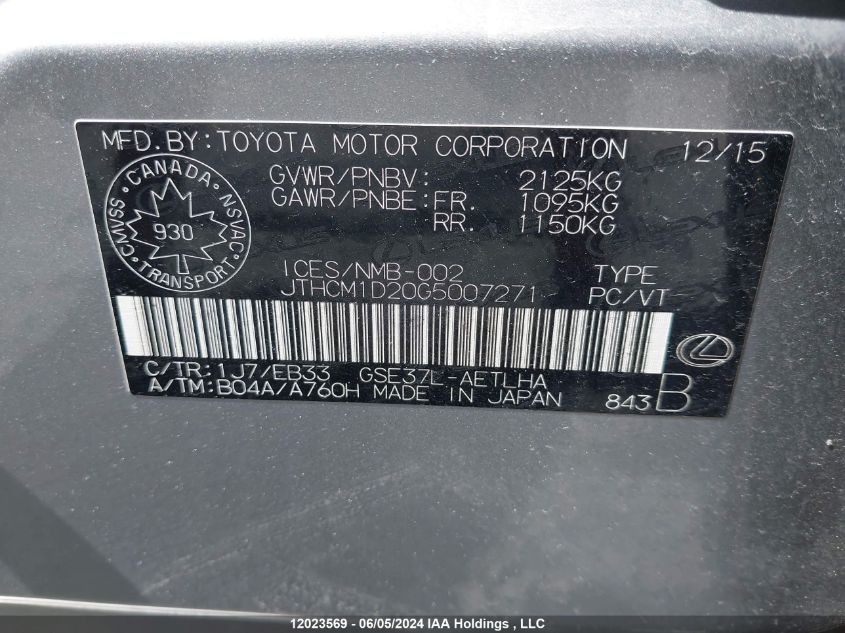 MFD.BY:TOYOTA MOTOR CORPORATION 12/15
GVWR/PNBV: 2125KG
GAWR/PNBE:FR. 1095KG
RR. 1150KG
CANADA
CMVSS 930 NSVAC
TRANSPORT
ICES/NMB-002 TYPE
JTHCM1D20G5007271 PC/VT
C/TR:1J7/EB33 GSE37L-AETLHA
A/TM:B04A/A760H MADE IN JAPAN 843 B
12023569 - 06/05/2024 IAA Holdings , LLC